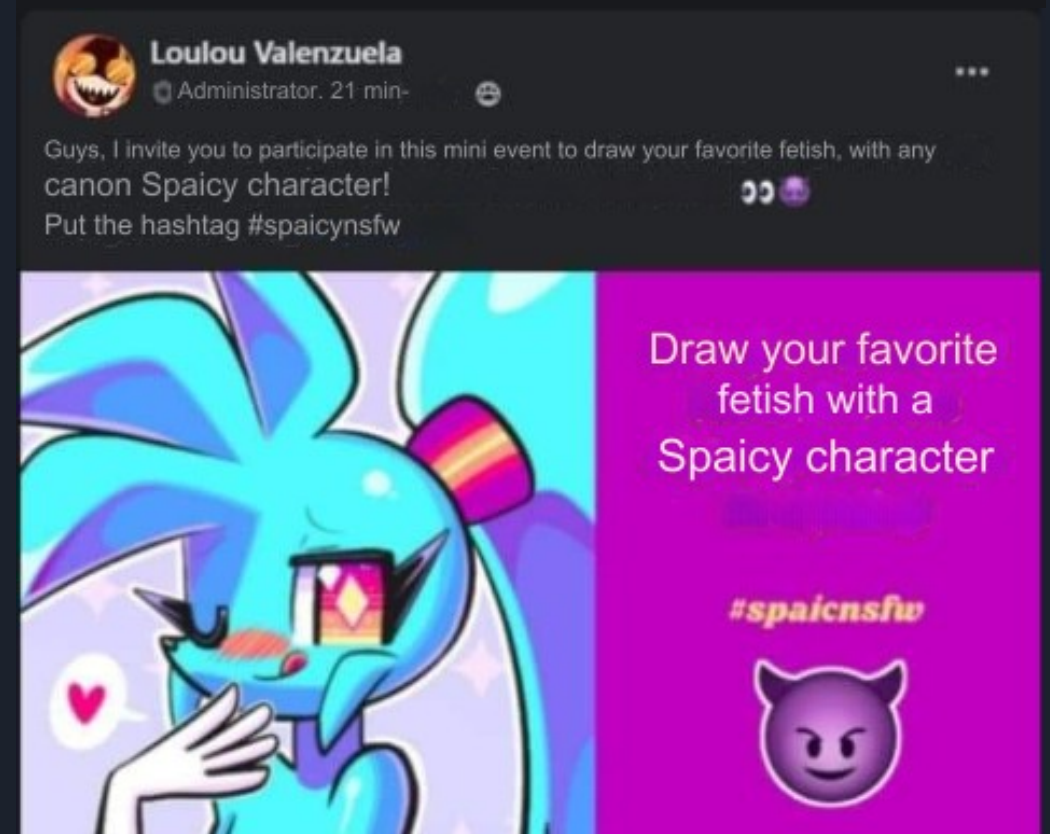 Loulou Valenzuela
Administrator. 21 min-
Guys, I invite you to participate in this mini event to draw your favorite fetish, with any
canon Spaicy character! 👀😈
Put the hashtag #spaicynsfw
Draw your favorite
fetish with a
Spaicy character
#spaicnsfw